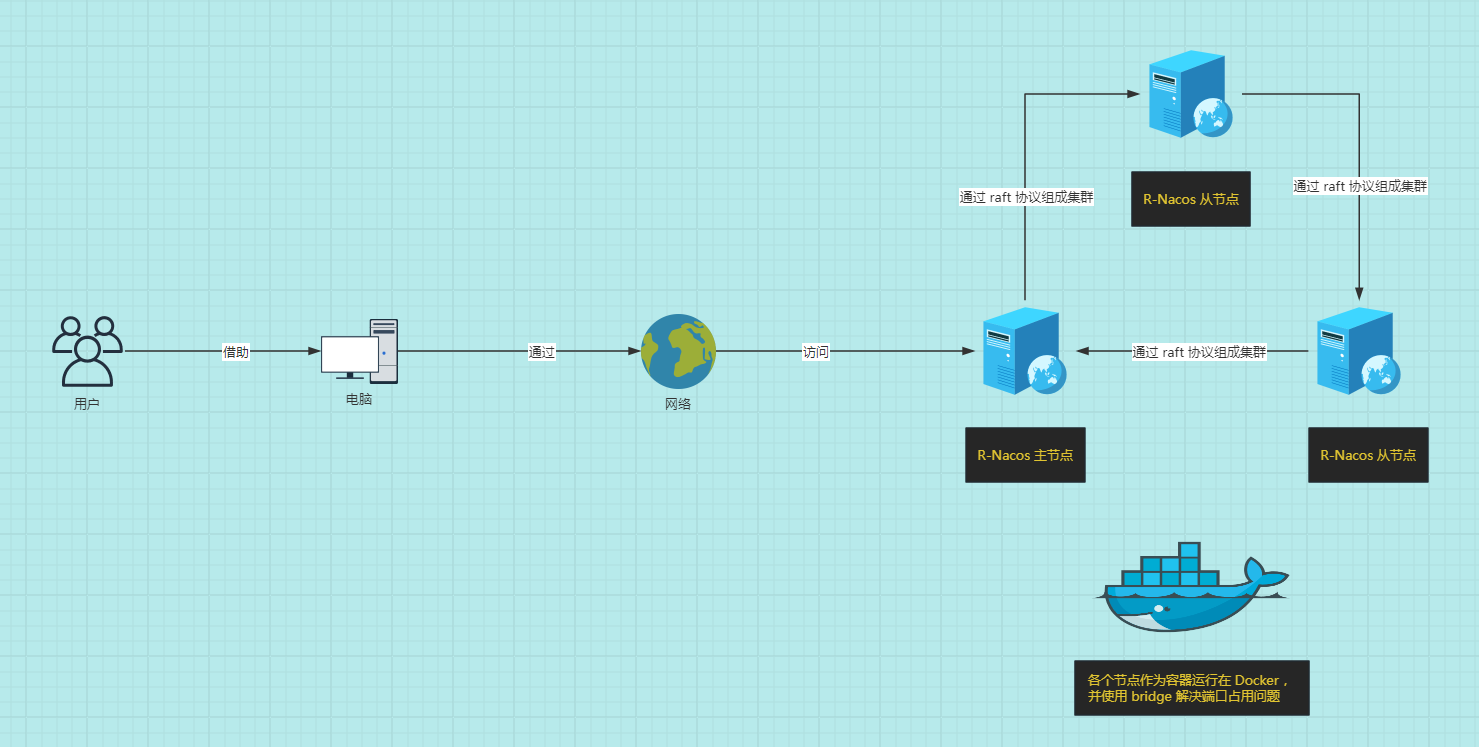 通过 raft 协议组成集群
通过 raft 协议组成集群
R-Nacos 从节点
借助
通过
访问
通过 raft 协议组成集群
用户
电脑
网络
R-Nacos 主节点
R-Nacos 从节点
各个节点作为容器运行在 Docker，
并使用 bridge 解决端口占用问题